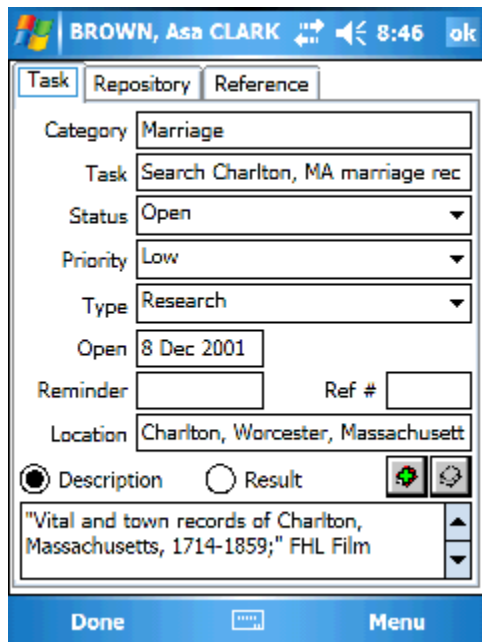 BROWN, Asa CLARK 8:46 ok
Task Repository Reference
Category Marriage
Task Search Charlton, MA marriage rec
Status Open
Priority Low
Type Research
Open 8 Dec 2001
Reminder Ref #
Location Charlton, Worcester, Massachusett
Description Result
"Vital and town records of Charlton,
Massachusetts, 1714-1859;" FHL Film
Done Menu